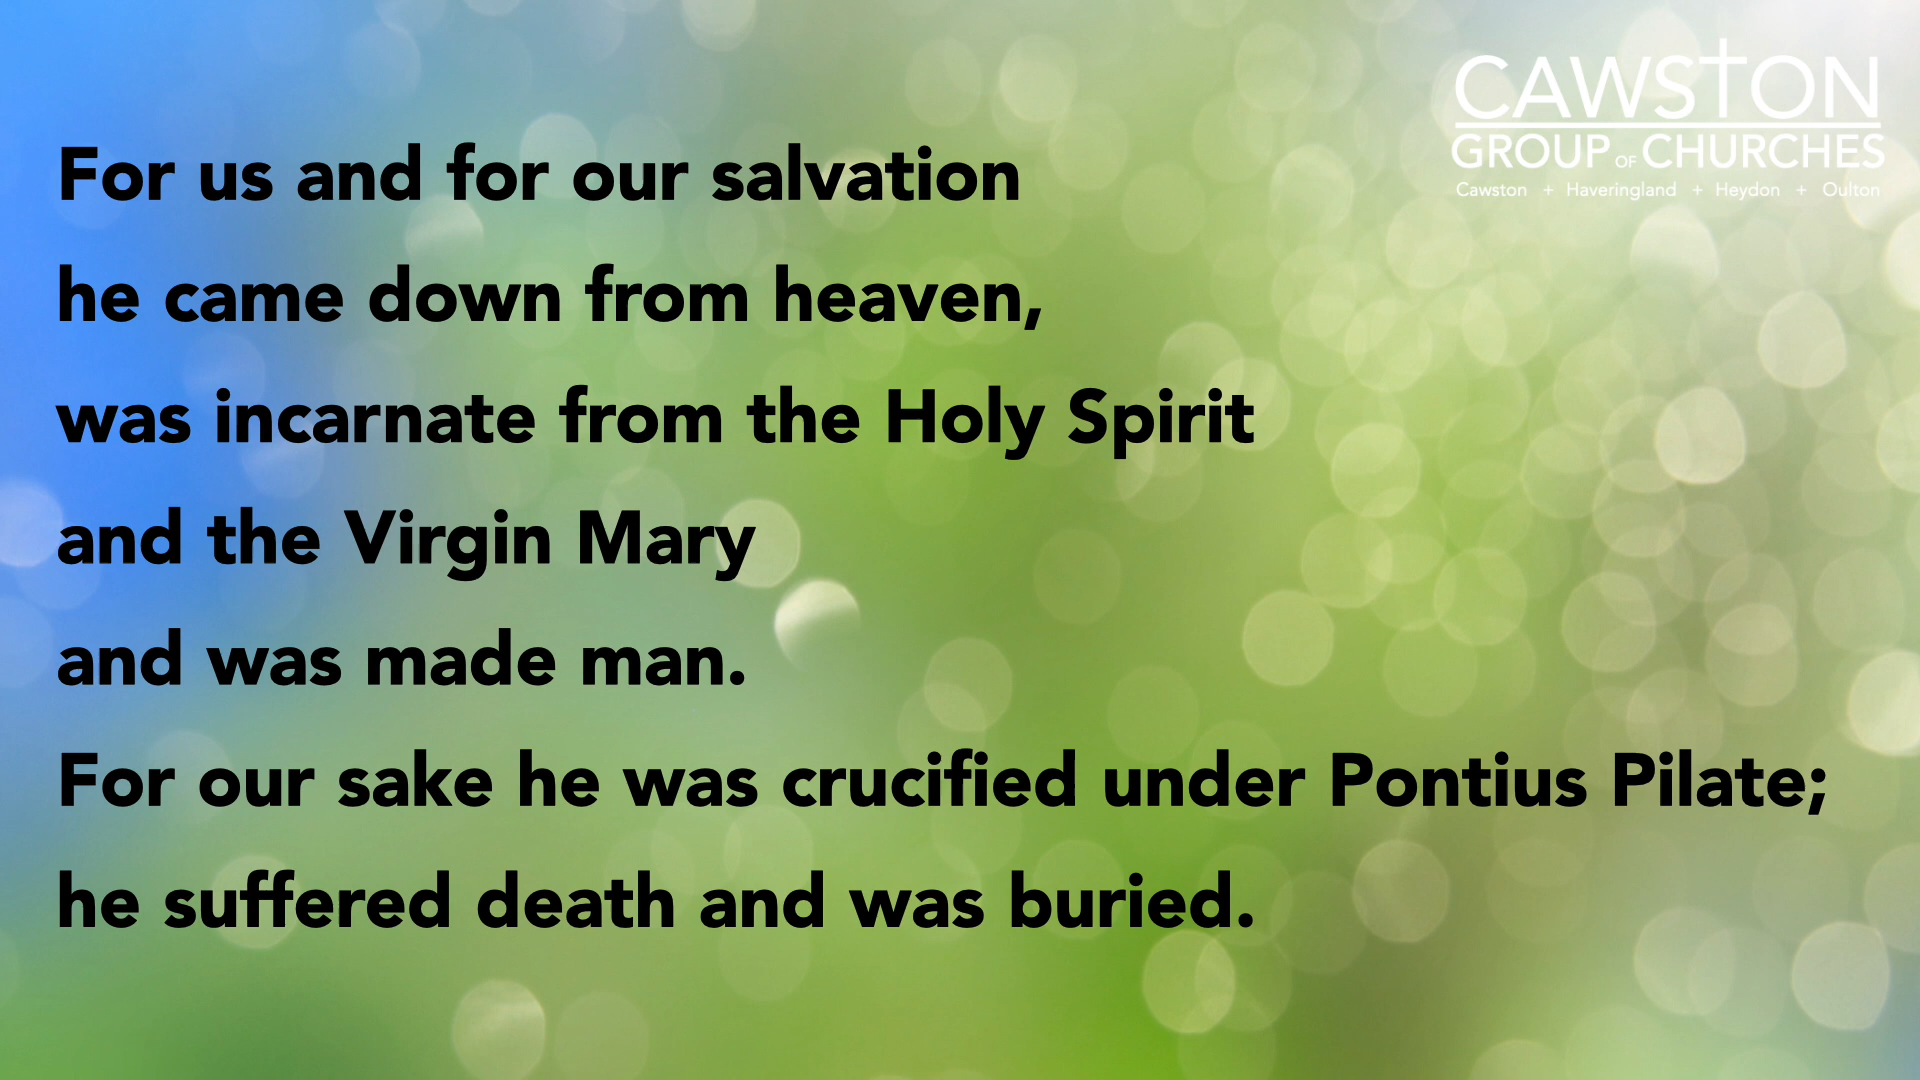 CAWSTON
GROUP OF CHURCHES
Cawston + Haveringland + Heydon + Oulton
For us and for our salvation
he came down from heaven,
was incarnate from the Holy Spirit
and the Virgin Mary
and was made man.
For our sake he was crucified under Pontius Pilate;
he suffered death and was buried.